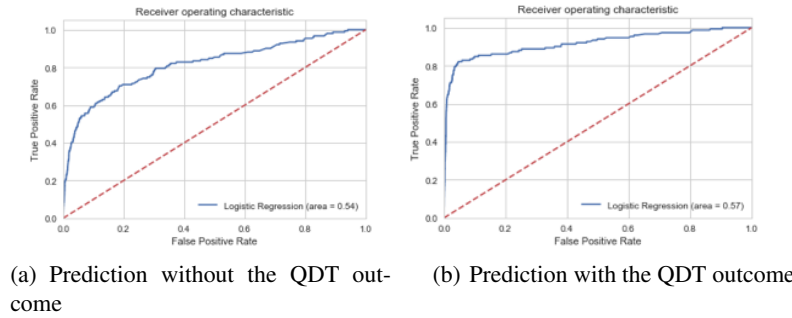 Receiver operating characteristic
1.0
0.8
0.6
0.4
0.2
0.0
True Positive Rate
Logistic Regression (area = 0.54)
0.0 0.2 0.4 0.6 0.8 1.0
False Positive Rate
(a) Prediction without the QDT out-
come
Receiver operating characteristic
1.0
0.8
0.6
0.4
0.2
0.0
True Positive Rate
Logistic Regression (area = 0.57)
0.0 0.2 0.4 0.6 0.8 1.0
False Positive Rate
(b) Prediction with the QDT outcome